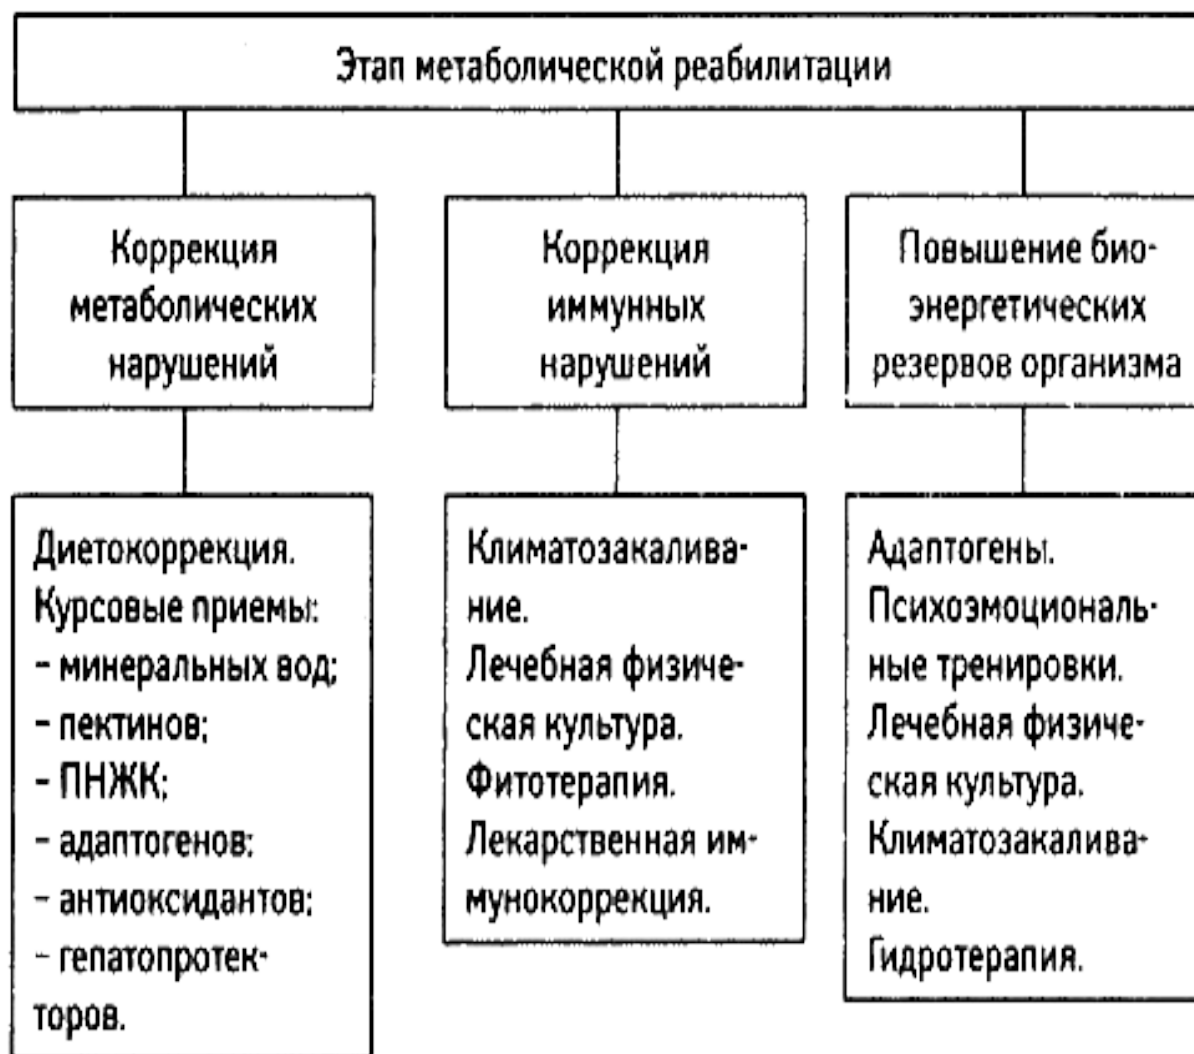 Этап метаболической реабилитации
Коррекция
метаболических
нарушений
Коррекция
иммунных
нарушений
Повышение био-
энергетических
резервов организма
Диетокоррекция.
Курсовые приемы:
– минеральных вод;
– пектинов;
– ПНЖК;
– адаптогенов;
– антиоксидантов;
– гепатопротек-
торов.
Климатозакалива-
ние.
Лечебная физиче-
ская культура.
Фитотерапия.
Лекарственная им-
мунокоррекция.
Адаптогены.
Психоэмоциональ-
ные тренировки.
Лечебная физиче-
ская культура.
Климатозакалива-
ние.
Гидротерапия.